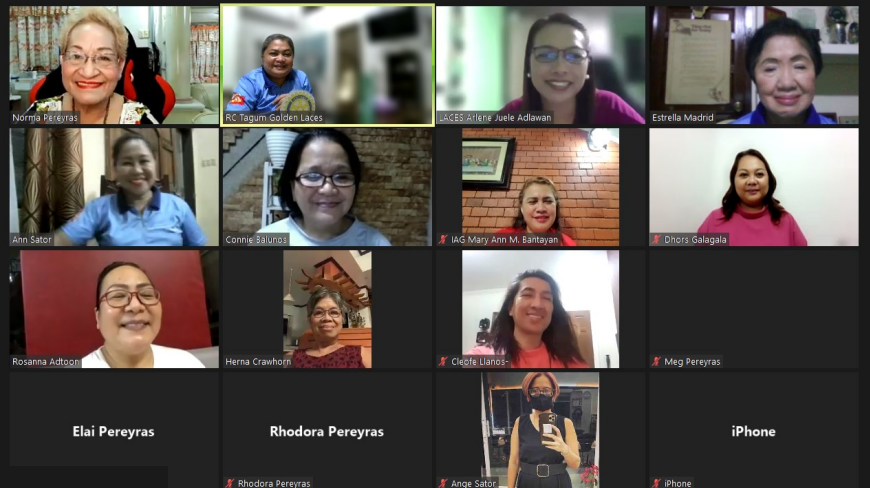 Norma Pereyras
RC Tagum Golden Laces
LACES Arlene Juele Adlawan
Estrella Madrid
Ann Sator
Connie Balunos
IAG Mary Ann M. Bantayan
Dhors Galagala
Rosanna Adtoon
Herna Crawhorn
Cleofe Llanos-
Meg Pereyras
Elai Pereyras
Rhodora Pereyras
iPhone
Rhodora Pereyras
Ange Sator
iPhone